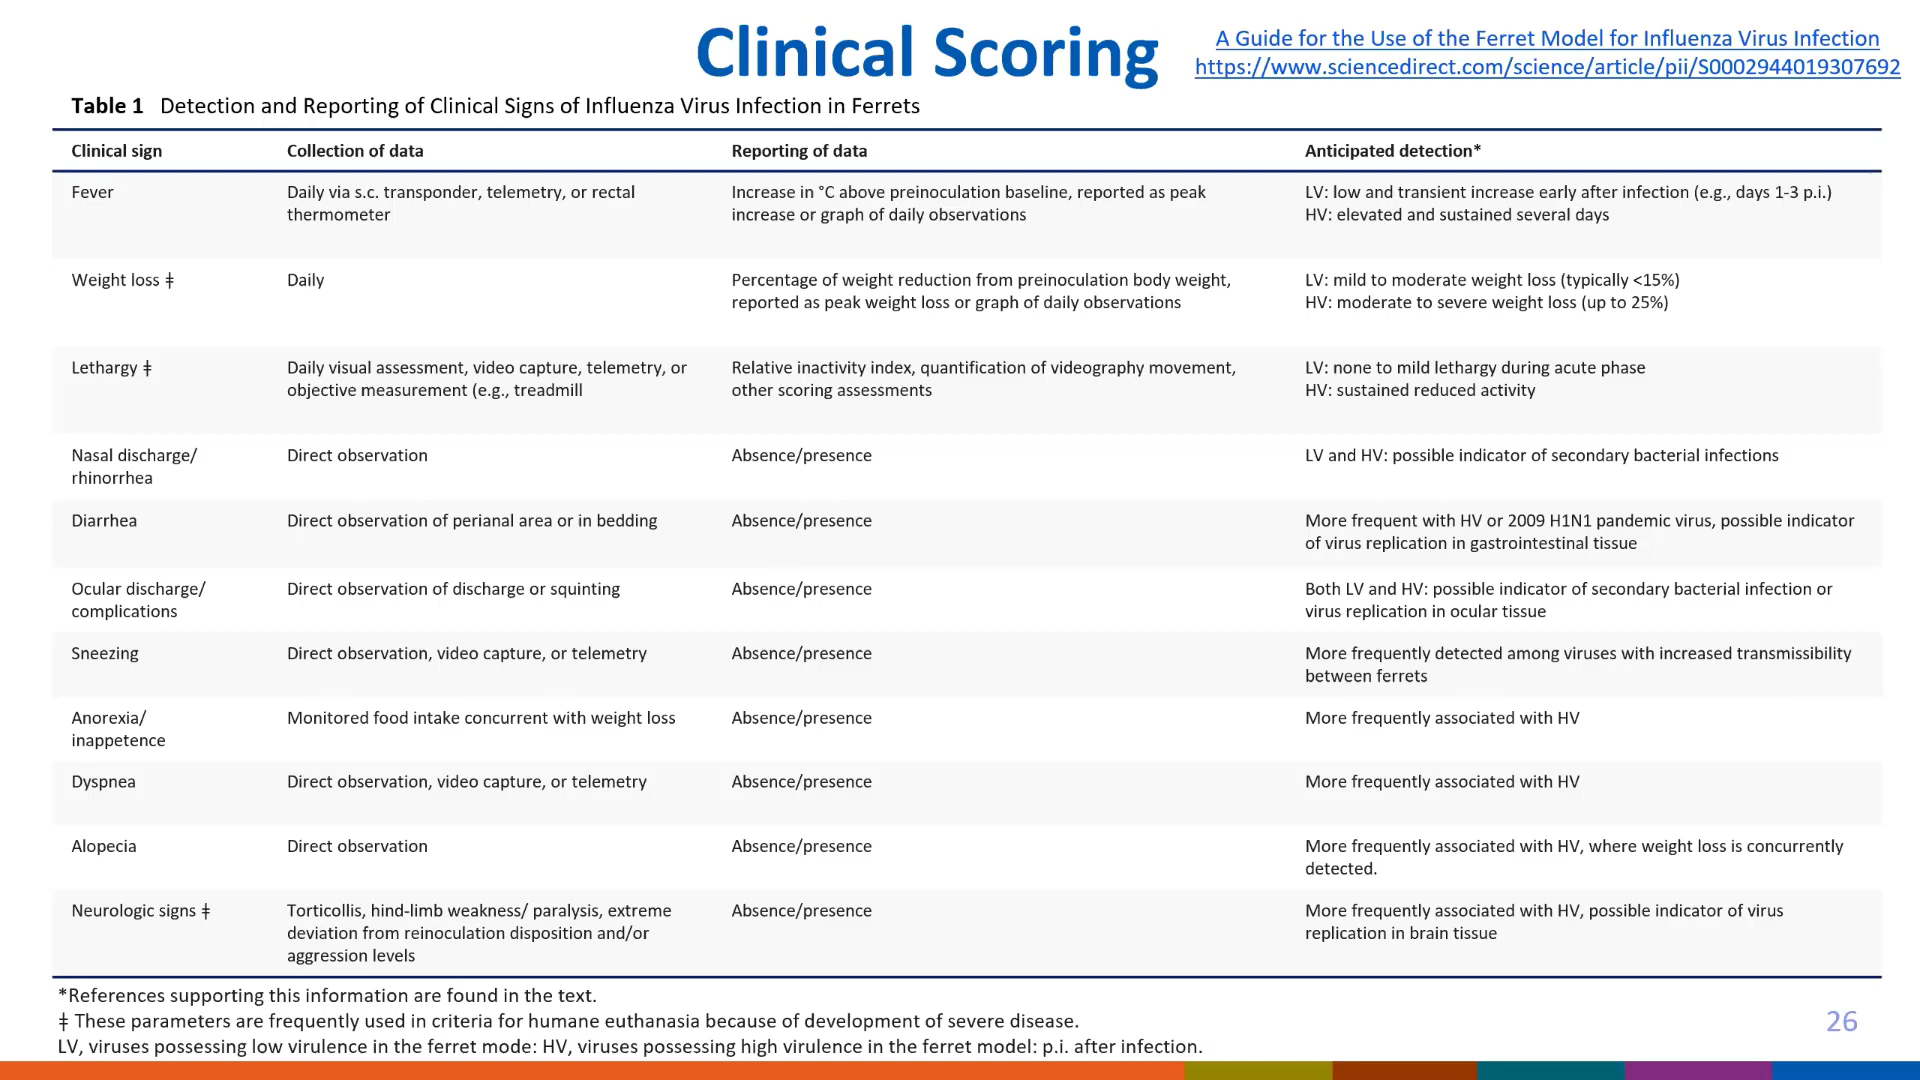 Clinical Scoring
A Guide for the Use of the Ferret Model for Influenza Virus Infection
https://www.sciencedirect.com/science/article/pii/S0002944019307692
Table 1 Detection and Reporting of Clinical Signs of Influenza Virus Infection in Ferrets
Clinical sign Collection of data Reporting of data Anticipated detection*
Fever Daily via s.c. transponder, telemetry, or rectal Increase in °C above preinoculation baseline, reported as peak LV: low and transient increase early after infection (e.g., days 1-3 p.i.)
thermometer increase or graph of daily observations HV: elevated and sustained several days
Weight loss ǂ Daily Percentage of weight reduction from preinoculation body weight, LV: mild to moderate weight loss (typically <15%)
reported as peak weight loss or graph of daily observations HV: moderate to severe weight loss (up to 25%)
Lethargy ǂ Daily visual assessment, video capture, telemetry, or Relative inactivity index, quantification of videography movement, LV: none to mild lethargy during acute phase
objective measurement (e.g., treadmill other scoring assessments HV: sustained reduced activity
Nasal discharge/ Direct observation Absence/presence LV and HV: possible indicator of secondary bacterial infections
rhinorrhea
Diarrhea Direct observation of perianal area or in bedding Absence/presence More frequent with HV or 2009 H1N1 pandemic virus, possible indicator
of virus replication in gastrointestinal tissue
Ocular discharge/ Direct observation of discharge or squinting Absence/presence Both LV and HV: possible indicator of secondary bacterial infection or
complications virus replication in ocular tissue
Sneezing Direct observation, video capture, or telemetry Absence/presence More frequently detected among viruses with increased transmissibility
between ferrets
Anorexia/ Monitored food intake concurrent with weight loss Absence/presence More frequently associated with HV
inappetence
Dyspnea Direct observation, video capture, or telemetry Absence/presence More frequently associated with HV
Alopecia Direct observation Absence/presence More frequently associated with HV, where weight loss is concurrently
detected.
Neurologic signs ǂ Torticollis, hind-limb weakness/ paralysis, extreme Absence/presence More frequently associated with HV, possible indicator of virus
deviation from reinoculation disposition and/or replication in brain tissue
aggression levels
*References supporting this information are found in the text.
ǂ These parameters are frequently used in criteria for humane euthanasia because of development of severe disease.
LV, viruses possessing low virulence in the ferret mode: HV, viruses possessing high virulence in the ferret model: p.i. after infection.
26